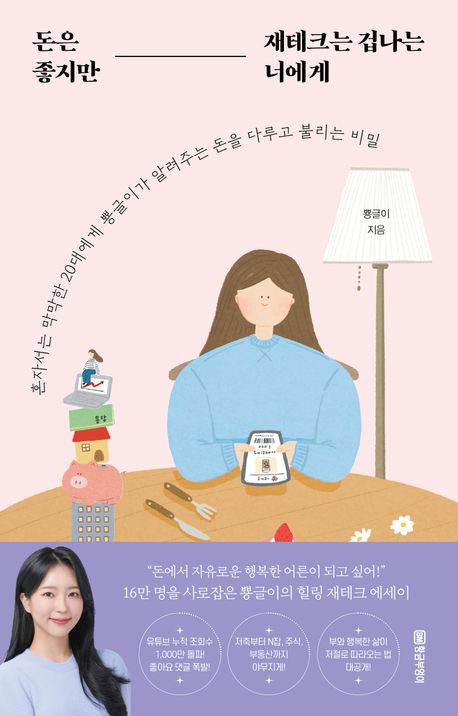 돈은
좋지만
재테크는 겁나는
너에게
혼자서는 막막한 20대에게 뿅글이가 알려주는 돈을 다루고 불리는 비밀
뿅글이
지음
통장
“돈에서 자유로운 행복한 어른이 되고 싶어!”
16만 명을 사로잡은 뿅글이의 힐링 재테크 에세이
유튜브 누적 조회수
1,000만 돌파!
좋아요 댓글 폭발!
저축부터 N잡, 주식,
부동산까지
야무지게!
부와 행복한 삶이
저절로 따라오는 법
대공개!
황금부엉이